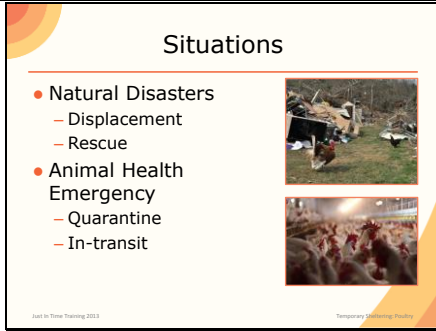 Situations
● Natural Disasters
– Displacement
– Rescue
● Animal Health
Emergency
– Quarantine
– In-transit
Just In Time Training 2013
Temporary Sheltering: Poultry